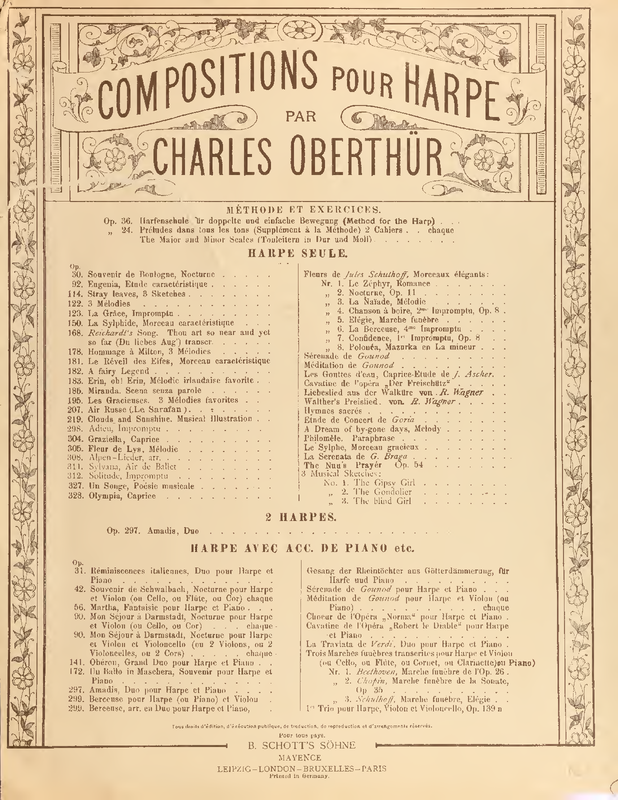 COMPOSITIONS POUR HARPE
PAR
CHARLES OBERTHÜR
MÉTHODE ET EXERCICES.
Op. 36. Harfenschule für doppelte und einfache Bewegung (Method for the Harp) . . .
„ 24. Préludes dans tous les tons (Supplément à la Méthode) 2 Cahiers . . chaque
The Major and Minor Scales (Tonleitern in Dur und Moll) . . . . . .
HARPE SEULE.
Op.
30. Souvenir de Boulogne, Nocturne . . . .
92. Eugenia, Etude caractéristique . . . . .
114. Stray leaves, 3 Sketches . . . . . . .
122. 3 Mélodies . . . . . . . .
123. La Grâce, Impromptu . . . . . .
150. La Sylphide, Morceau caractéristique . .
168. Reichardt's Song. Thou art so near and yet
so far (Du liebes Aug') transcr. . . . .
178. Hommage à Milton, 3 Mélodies . . . .
181. Le Réveil des Elfes, Morceau caractéristique
182. A fairy Legend . . . . . . .
183. Erin, oh! Erin, Mélodie irlandaise favorite .
186. Miranda. Scena senza parole . . . . .
195. Les Gracieuses. 3 Mélodies favorites . .
207. Air Russe (Le Sarafan) . . . . . .
219. Clouds and Sunshine. Musical Illustration . .
298. Adieu, Impromptu . . . . . . .
304. Graziella, Caprice . . . . . . .
305. Fleur de Lys, Mélodie . . . . . .
308. Alpen-Lieder, arr. . . . . . . .
311. Sylvana, Air de Ballet . . . . . .
312. Solitude, Impromptu . . . . . .
327. Un Songe, Poësie musicale . . . . .
328. Olympia, Caprice . . . . . . .
Fleurs de Jules Schulhoff, Morceaux élégants:
Nr. 1. Le Zéphyr, Romance . . . . .
„ 2. Nocturne, Op. 11 . . . . . .
„ 3. La Naïade, Mélodie . . . . .
„ 4. Chanson à boire, 2me Impromptu, Op. 8 .
„ 5. Elégie, Marche funèbre . . . . .
„ 6. La Berceuse, 4me Impromptu . . . .
„ 7. Confidence, 1er Impromptu, Op. 8 . . .
„ 8. Polonéa, Mazurka en La mineur . . .
Sérénade de Gounod . . . . . . .
Méditation de Gounod . . . . . .
Les Gouttes d'eau, Caprice-Etude de J. Ascher.
Cavatine de l'opéra „Der Freischütz“ . . .
Liebeslied aus der Walküre von R. Wagner . .
Walther's Preislied. von R. Wagner . . .
Hymnes sacrés . . . . . . . .
Etude de Concert de Goria . . . . .
A Dream of by-gone days, Melody . . . .
Philomèle. Paraphrase . . . . . .
Le Sylphe, Morceau gracieux . . . . .
La Serenata de G. Braga . . . . . .
The Nun's Prayer Op. 54 . . . . . .
3 Musical Sketches:
No. 1. The Gipsy Girl . . . . . .
„ 2. The Gondolier . . . . . .
„ 3. The blind Girl . . . . . .
2 HARPES.
Op. 297. Amadis, Duo . . . . . . . .
HARPE AVEC ACC. DE PIANO etc.
Op.
31. Réminiscences italiennes, Duo pour Harpe et
Piano . . . . . . . . .
42. Souvenir de Schwalbach, Nocturne pour Harpe
et Violon (ou Cello, ou Flûte, ou Cor) chaque
56. Martha, Fantaisie pour Harpe et Piano . . .
90. Mon Séjour à Darmstadt, Nocturne pour Harpe
et Violon (ou Cello, ou Cor) . . . chaque
90. Mon Séjour à Darmstadt, Nocturne pour Harpe
et Violon et Violoncello (ou 2 Violons, ou 2
Violoncelles, ou 2 Cors) . . . . chaque
141. Obéron, Grand Duo pour Harpe et Piano . .
172. Un Ballo in Maschera, Souvenir pour Harpe et
Piano . . . . . . . . .
297. Amadis, Duo pour Harpe et Piano . . . .
299. Berceuse pour Harpe (ou Piano) et Violon . .
299. Berceuse, arr. en Duo pour Harpe et Piano, . .
Gesang der Rheintöchter aus Götterdämmerung, für
Harfe und Piano . . . . . . .
Sérénade de Gounod pour Harpe et Piano . . .
Méditation de Gounod pour Harpe et Violon (ou
Piano) . . . . . . . chaque
Choeur de l'Opéra „Norma“ pour Harpe et Piano .
Cavatine de l'Opéra „Robert le Diable“ pour Harpe
et Piano . . . . . . . .
La Traviata de Verdi, Duo pour Harpe et Piano .
Trois Marches funèbres transcrites pour Harpe et Violon
(ou Cello, ou Flûte, ou Cornet, ou Clarinette)ou Piano)
Nr. 1. Beethoven, Marche funèbre de l'Op. 26 .
„ 2. Chopin, Marche funèbre de la Sonate,
Op 35 . . . . . . .
„ 3. Schulhoff, Marche funèbre, Elégie . .
1er Trio pour Harpe, Violon et Violoncello, Op. 139 n
Tous droits d'édition, d'exécution publique, de traduction, de reproduction et d'arrangements réservés.
Pour tous pays.
B. SCHOTT'S SÖHNE
MAYENCE
LEIPZIG–LONDON–BRUXELLES–PARIS
Printed in Germany.